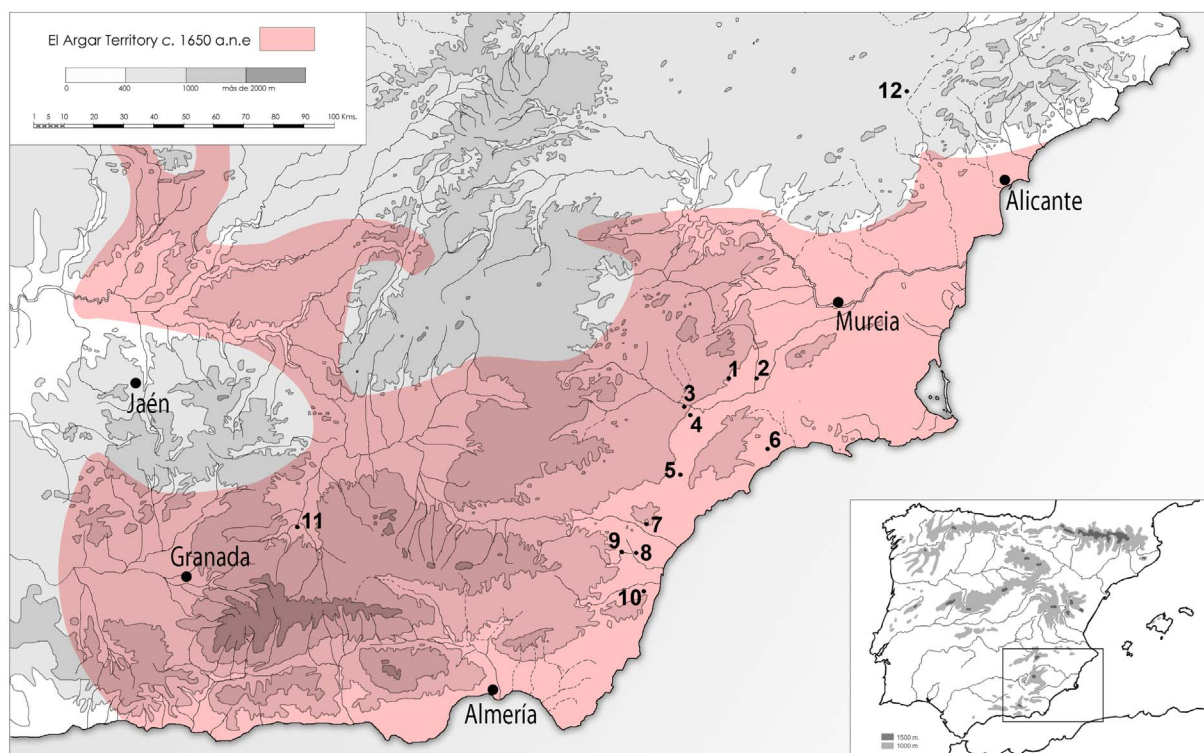 El Argar Territory c. 1650 a.n.e
0 400 1000 más de 2000 m
1 5 10 20 30 40 50 60 70 80 90 100 Kms.
12
Alicante
Murcia
Jaén
1 2
3
4
6
5
11
7
9 8
Granada
10
Almería
1500 m.
1000 m.